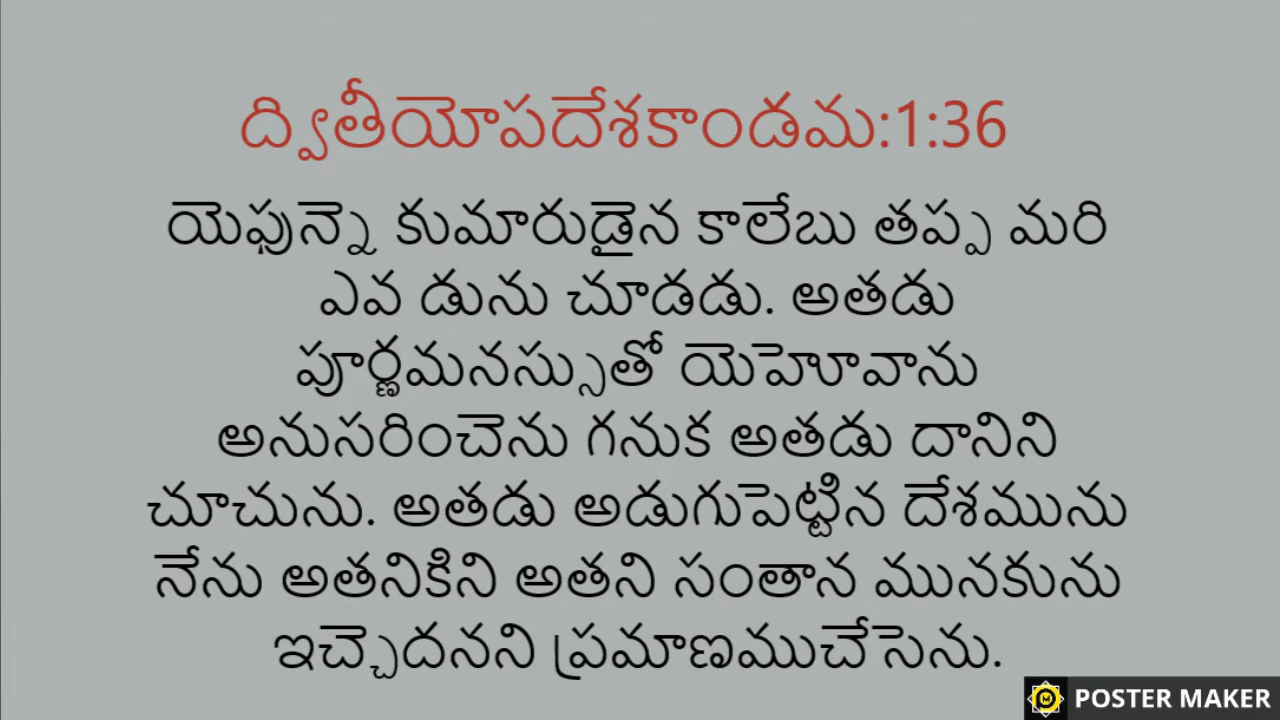 ద్వితీయోపదేశకాండమ:1:36
యెఫున్నె కుమారుడైన కాలేబు తప్ప మరి
ఎవ డును చూడడు. అతడు
పూర్ణమనస్సుతో యెహెూవాను
అనుసరించెను గనుక అతడు దానిని
చూచును. అతడు అడుగుపెట్టిన దేశమును
నేను అతనికిని అతని సంతాన మునకును
ఇచ్చెదనని ప్రమాణముచేసెను.
POSTER MAKER